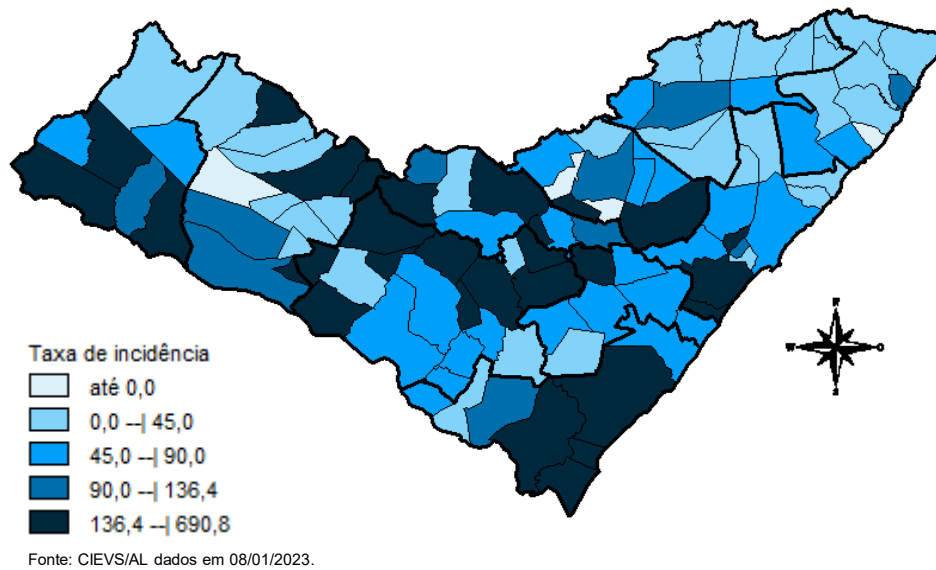 N
W
O
S
Taxa de incidência
até 0,0
0,0 --| 45,0
45,0 --| 90,0
90,0 --| 136,4
136,4 --| 690,8
Fonte: CIEVS/AL dados em 08/01/2023.